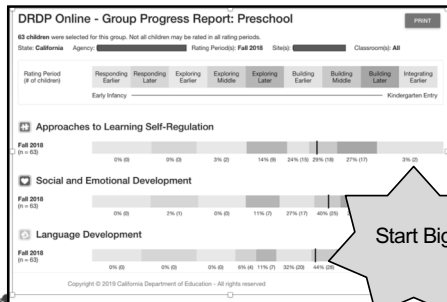 DRDP Online - Group Progress Report: Preschool
PRINT
63 children were selected for this group. Not all children may be rated in all rating periods.
State: California Agency: Rating Period(s): Fall 2018 Site(s): Classroom(s): All
Rating Period
(# of children)
Responding Earlier
Responding Later
Exploring Earlier
Exploring Middle
Exploring Later
Building Earlier
Building Middle
Building Later
Integrating Earlier
Early Infancy Kindergarten Entry
Approaches to Learning Self-Regulation
Fall 2018
(n = 63)
0% (0) 0% (0) 3% (2) 14% (9) 24% (15) 29% (18) 27% (17) 3% (2)
Social and Emotional Development
Fall 2018
(n = 63)
0% (0) 2% (1) 0% (0) 11% (7) 27% (17) 40% (25)
Language Development
Fall 2018
(n = 63)
0% (0) 0% (0) 0% (0) 6% (4) 11% (7) 32% (20) 44% (28)
Start Big
Copyright © 2019 California Department of Education - All rights reserved